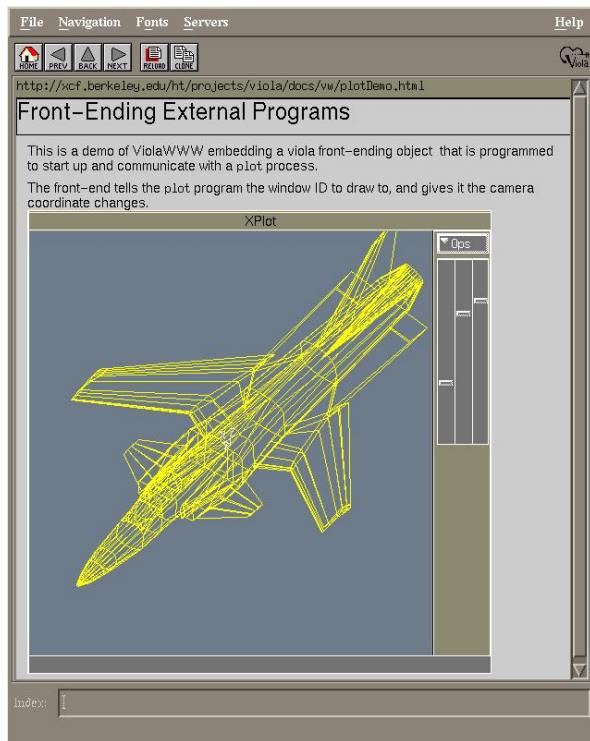 File Navigation Fonts Servers Help
HOME PREV BACK NEXT RELOAD CLONE Viola
http://xcf.berkeley.edu/ht/projects/viola/docs/vw/plotDemo.html
Front-Ending External Programs
This is a demo of ViolaWWW embedding a viola front-ending object that is programmed
to start up and communicate with a plot process.
The front-end tells the plot program the window ID to draw to, and gives it the camera
coordinate changes.
XPlot
Ops
Index: